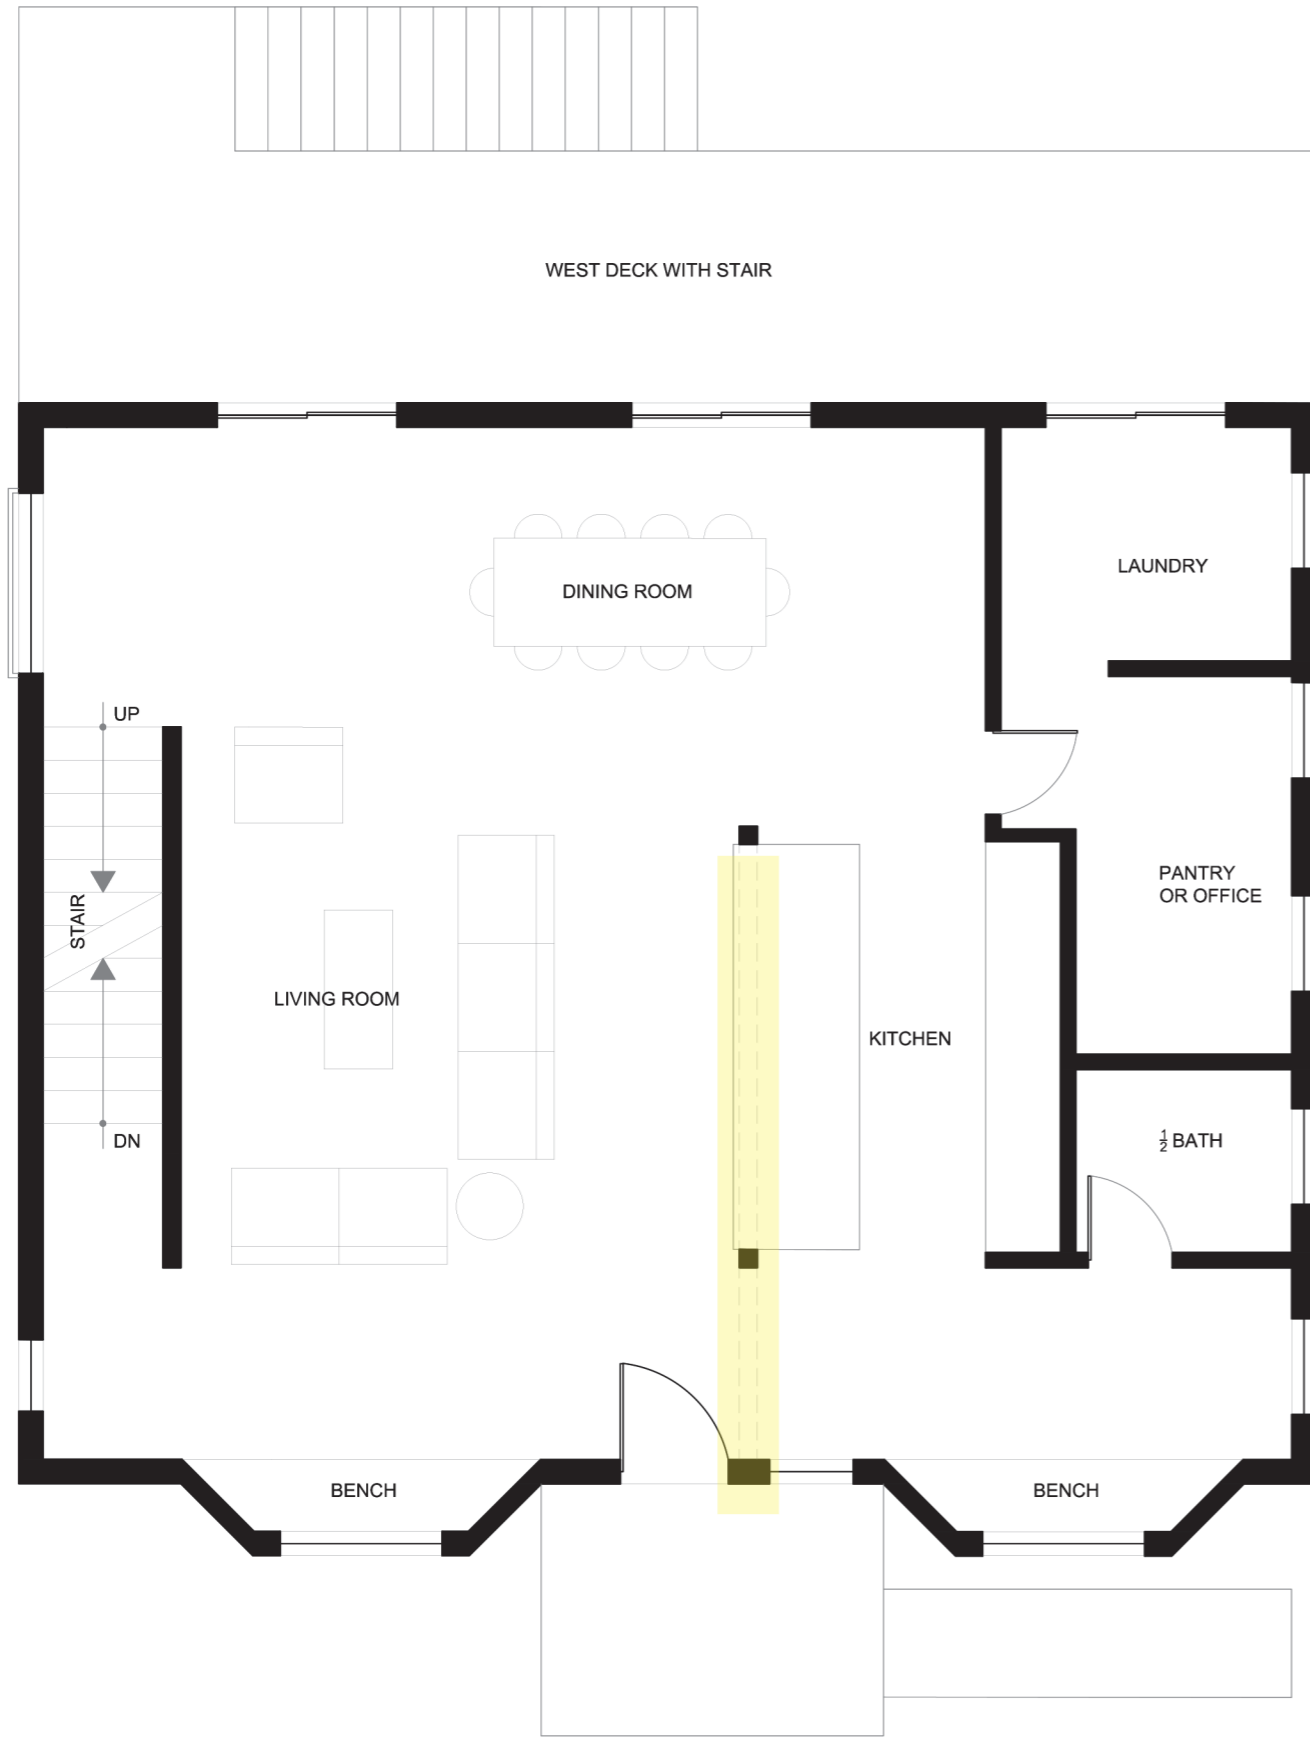 WEST DECK WITH STAIR
DINING ROOM
LAUNDRY
UP
STAIR
PANTRY
OR OFFICE
LIVING ROOM
KITCHEN
DN
½ BATH
BENCH
BENCH